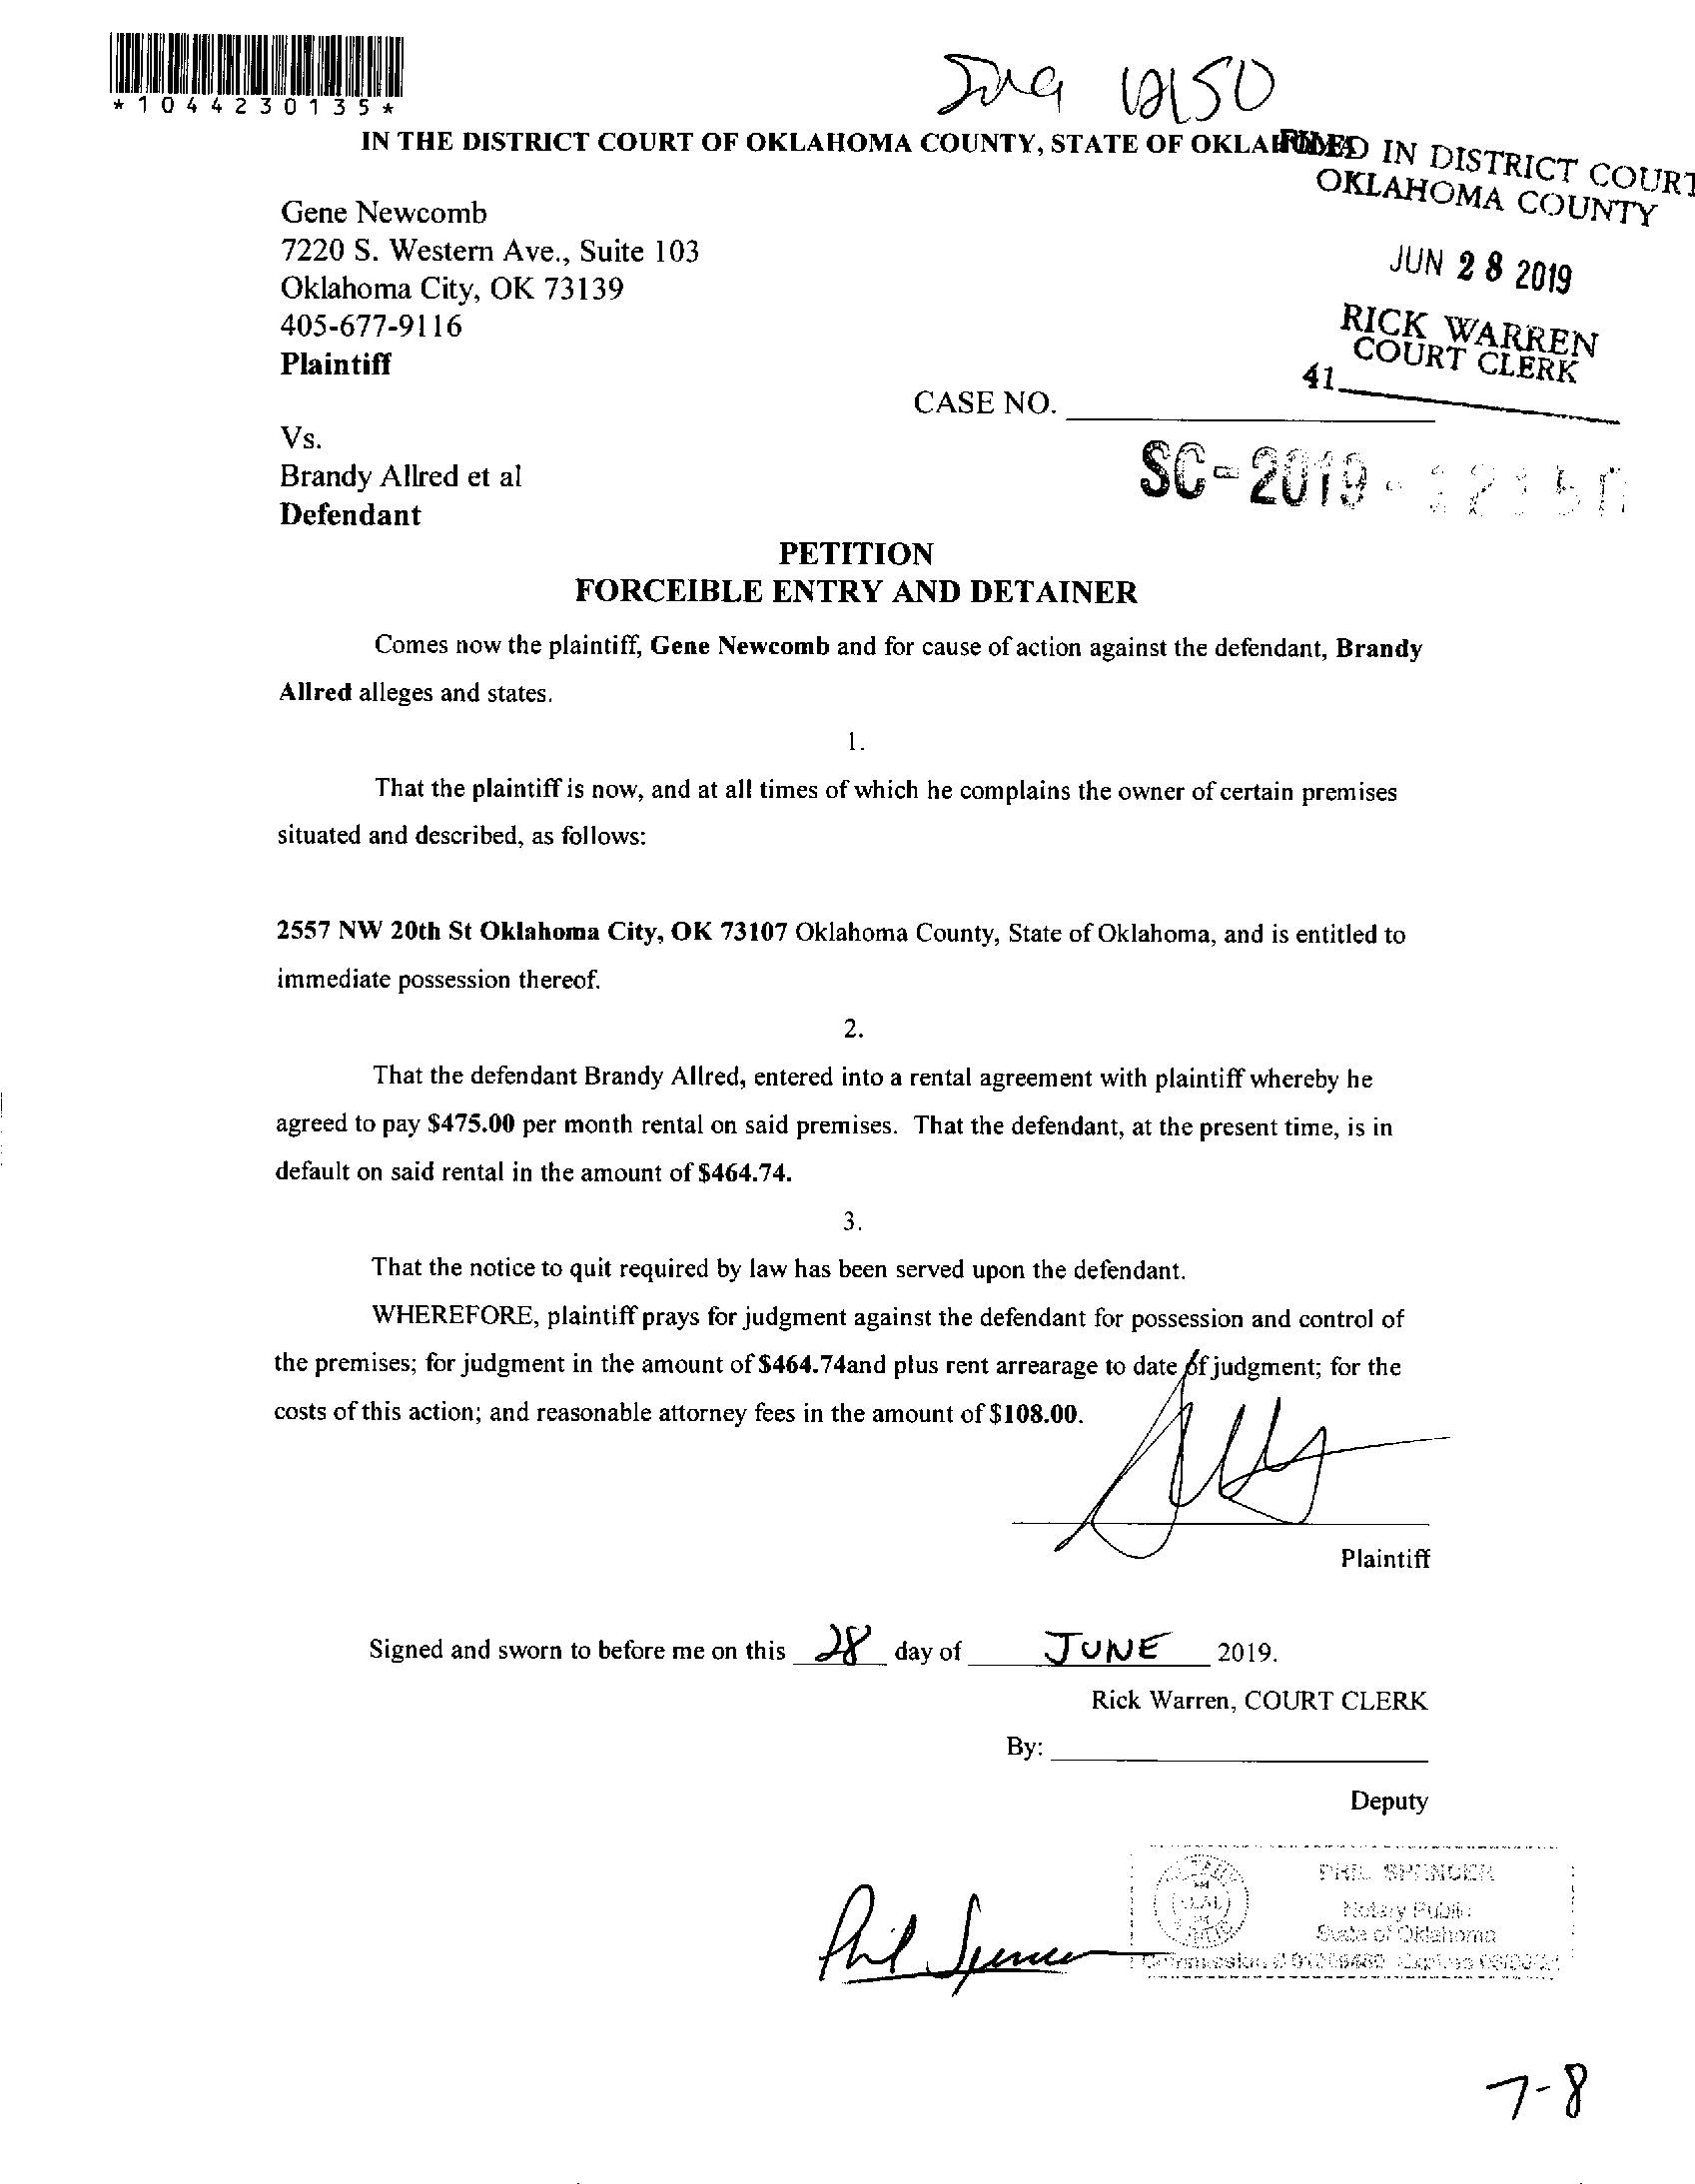 *1044230135*
12150
IN THE DISTRICT COURT OF OKLAHOMA COUNTY, STATE OF OKLAHOMA
FILED IN DISTRICT COURT
OKLAHOMA COUNTY
JUN 28 2019
RICK WARREN
COURT CLERK
41
Gene Newcomb
7220 S. Western Ave., Suite 103
Oklahoma City, OK 73139
405-677-9116
Plaintiff
CASE NO.
Vs.
SC-2019-12150
Brandy Allred et al
Defendant
PETITION
FORCEIBLE ENTRY AND DETAINER
Comes now the plaintiff, Gene Newcomb and for cause of action against the defendant, Brandy
Allred alleges and states.
1.
That the plaintiff is now, and at all times of which he complains the owner of certain premises
situated and described, as follows:
2557 NW 20th St Oklahoma City, OK 73107 Oklahoma County, State of Oklahoma, and is entitled to
immediate possession thereof.
2.
That the defendant Brandy Allred, entered into a rental agreement with plaintiff whereby he
agreed to pay $475.00 per month rental on said premises. That the defendant, at the present time, is in
default on said rental in the amount of $464.74.
3.
That the notice to quit required by law has been served upon the defendant.
WHEREFORE, plaintiff prays for judgment against the defendant for possession and control of
the premises; for judgment in the amount of $464.74and plus rent arrearage to date of judgment; for the
costs of this action; and reasonable attorney fees in the amount of $108.00.
Plaintiff
Signed and sworn to before me on this 28 day of JUNE 2019.
Rick Warren, COURT CLERK
By:
Deputy
PHIL SPENCER
Notary Public
State of Oklahoma
Phil Spencer
7-8